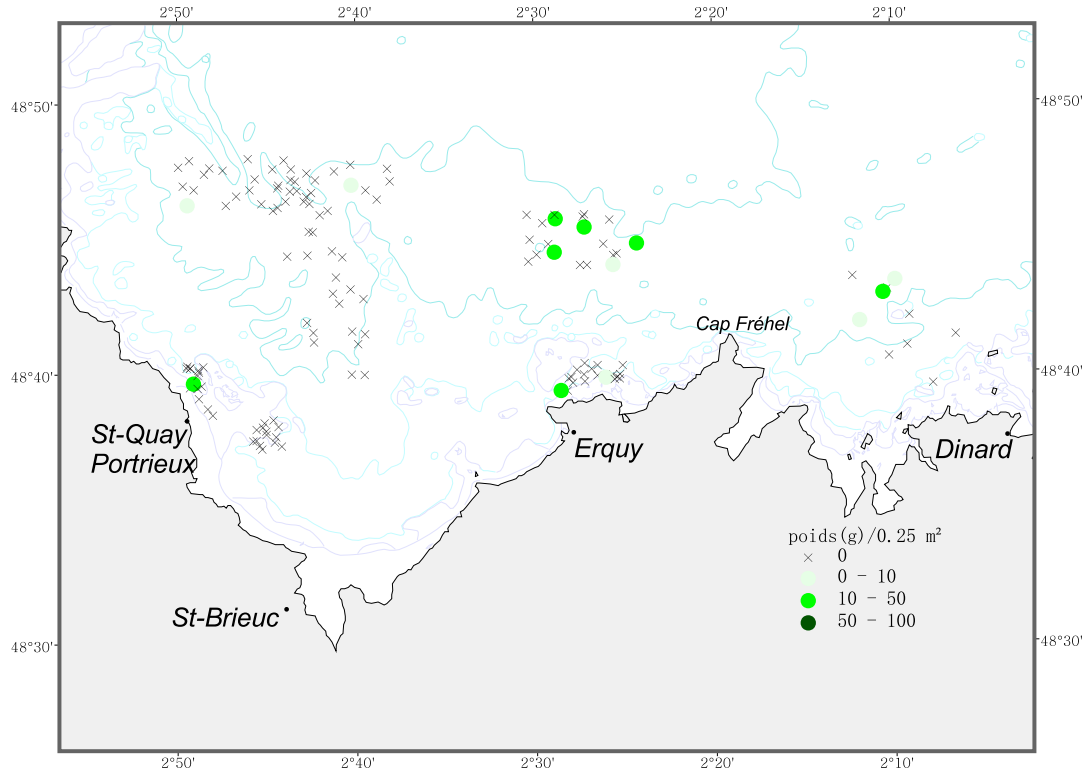 2°50' 2°40' 2°30' 2°20' 2°10'
48°50' 48°50'
Cap Fréhel
48°40' 48°40'
St-Quay
Portrieux
Erquy
Dinard
poids(g)/0.25 m²
0
0 - 10
10 - 50
50 - 100
St-Brieuc
48°30' 48°30'
2°50' 2°40' 2°30' 2°20' 2°10'